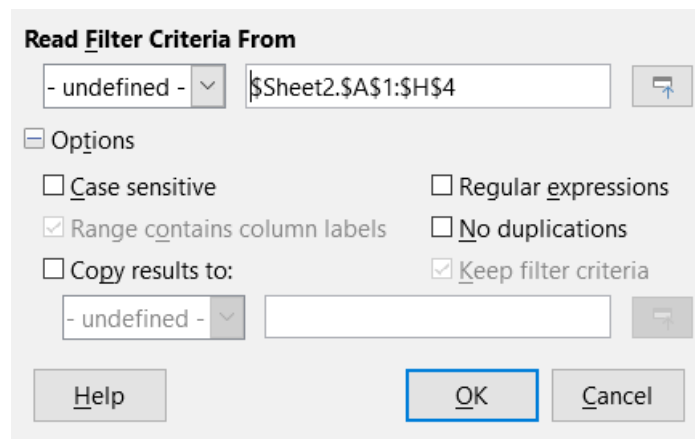 Read Filter Criteria From
- undefined - $Sheet2.$A$1:$H$4
Options
Case sensitive Regular expressions
Range contains column labels No duplications
Copy results to: Keep filter criteria
- undefined -
Help OK Cancel